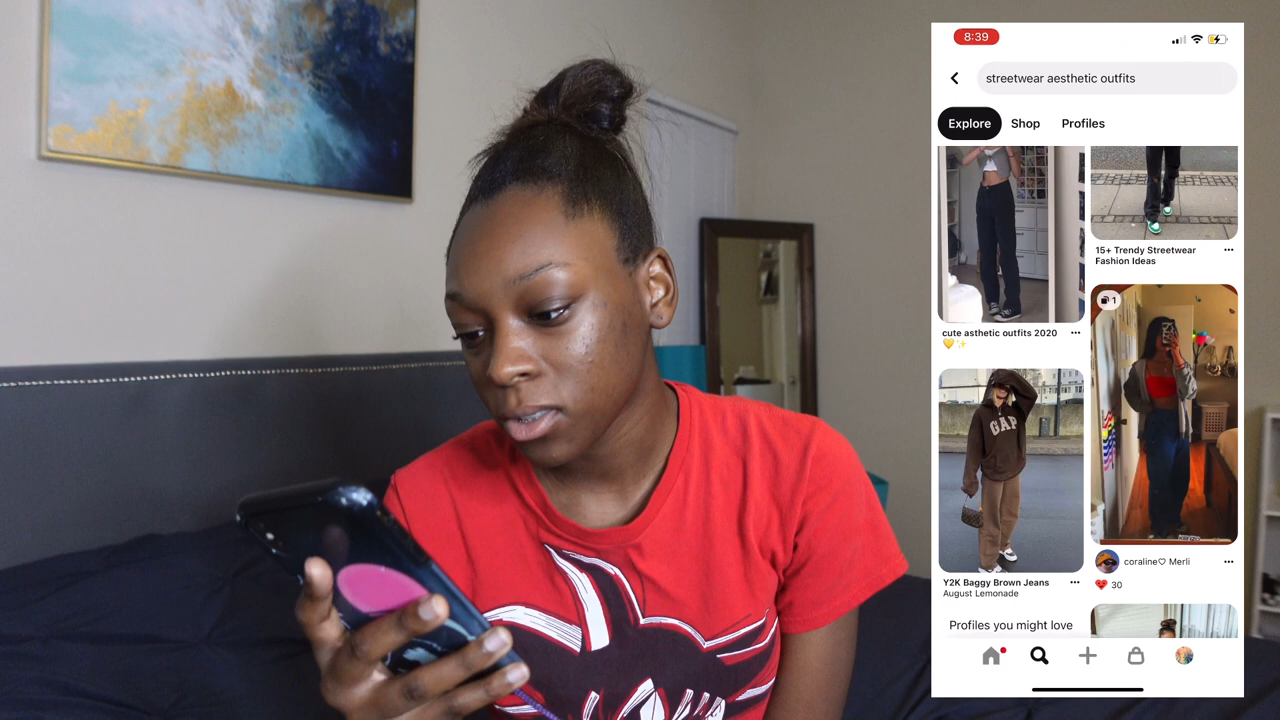 8:39
streetwear aesthetic outfits
Explore Shop Profiles
15+ Trendy Streetwear
Fashion Ideas
1
cute asthetic outfits 2020
💛✨
GAP
Y2K Baggy Brown Jeans
August Lemonade
coraline♡ Merli
❤️ 30
Profiles you might love